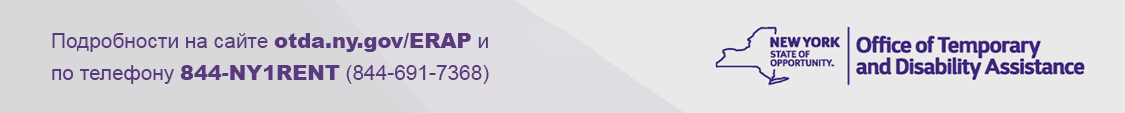 Подробности на сайте otda.ny.gov/ERAP и
по телефону 844-NY1RENT (844-691-7368)
NEW YORK
STATE OF
OPPORTUNITY.
Office of Temporary
and Disability Assistance